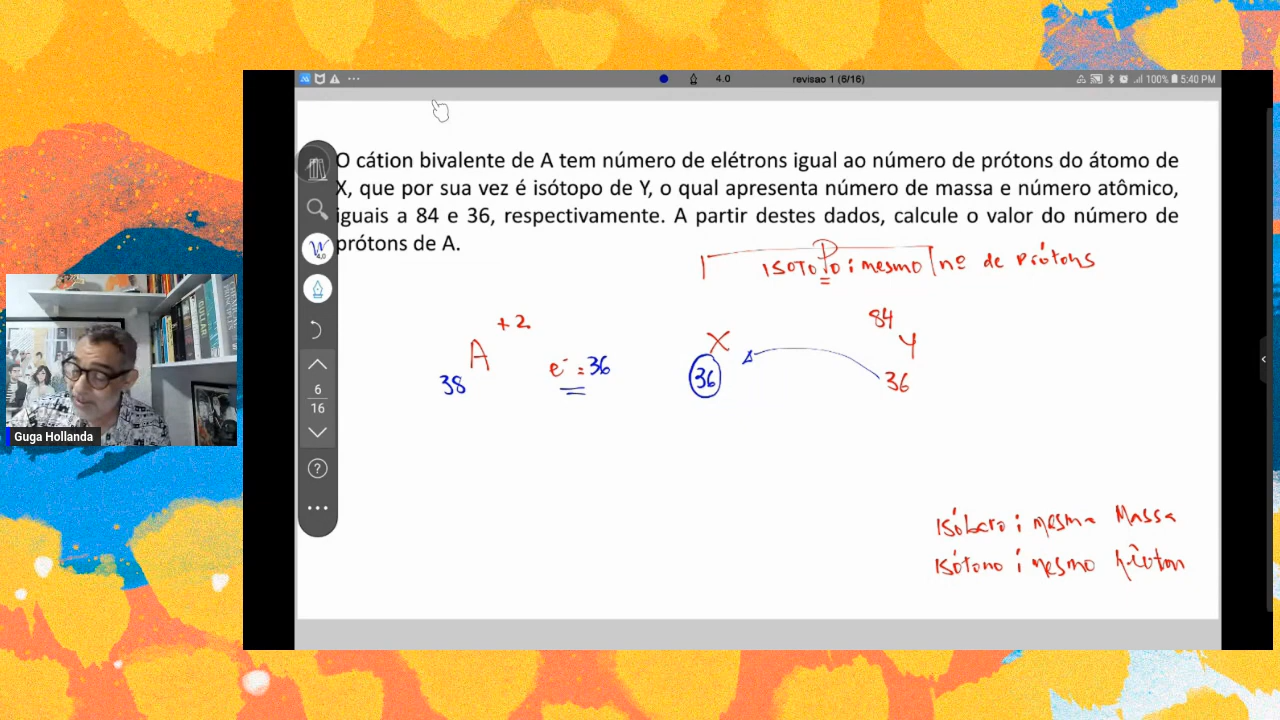 4.0
revisao 1 (6/16)
100% 5:40 PM
O cátion bivalente de A tem número de elétrons igual ao número de prótons do átomo de
X, que por sua vez é isótopo de Y, o qual apresenta número de massa e número atômico,
iguais a 84 e 36, respectivamente. A partir destes dados, calcule o valor do número de
prótons de A.
4.0
P
ISOTOPO : mesmo nº de Prótons
+2
A
38
e⁻ = 36
X
36
84
Y
36
6
16
?
Guga Hollanda
Isóbaro : mesma Massa
Isótono : mesmo nêutron